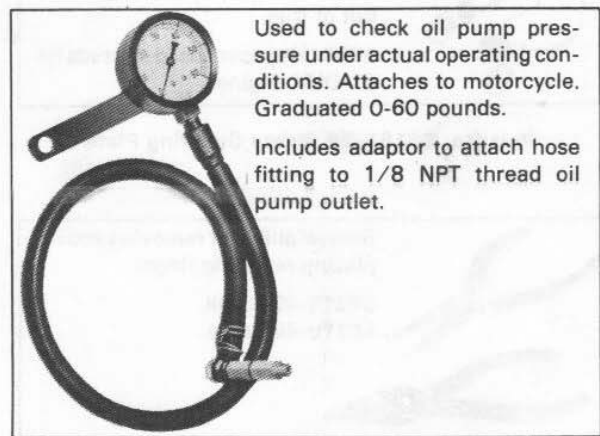 Used to check oil pump pres-
sure under actual operating con-
ditions. Attaches to motorcycle.
Graduated 0-60 pounds.
Includes adaptor to attach hose
fitting to 1/8 NPT thread oil
pump outlet.